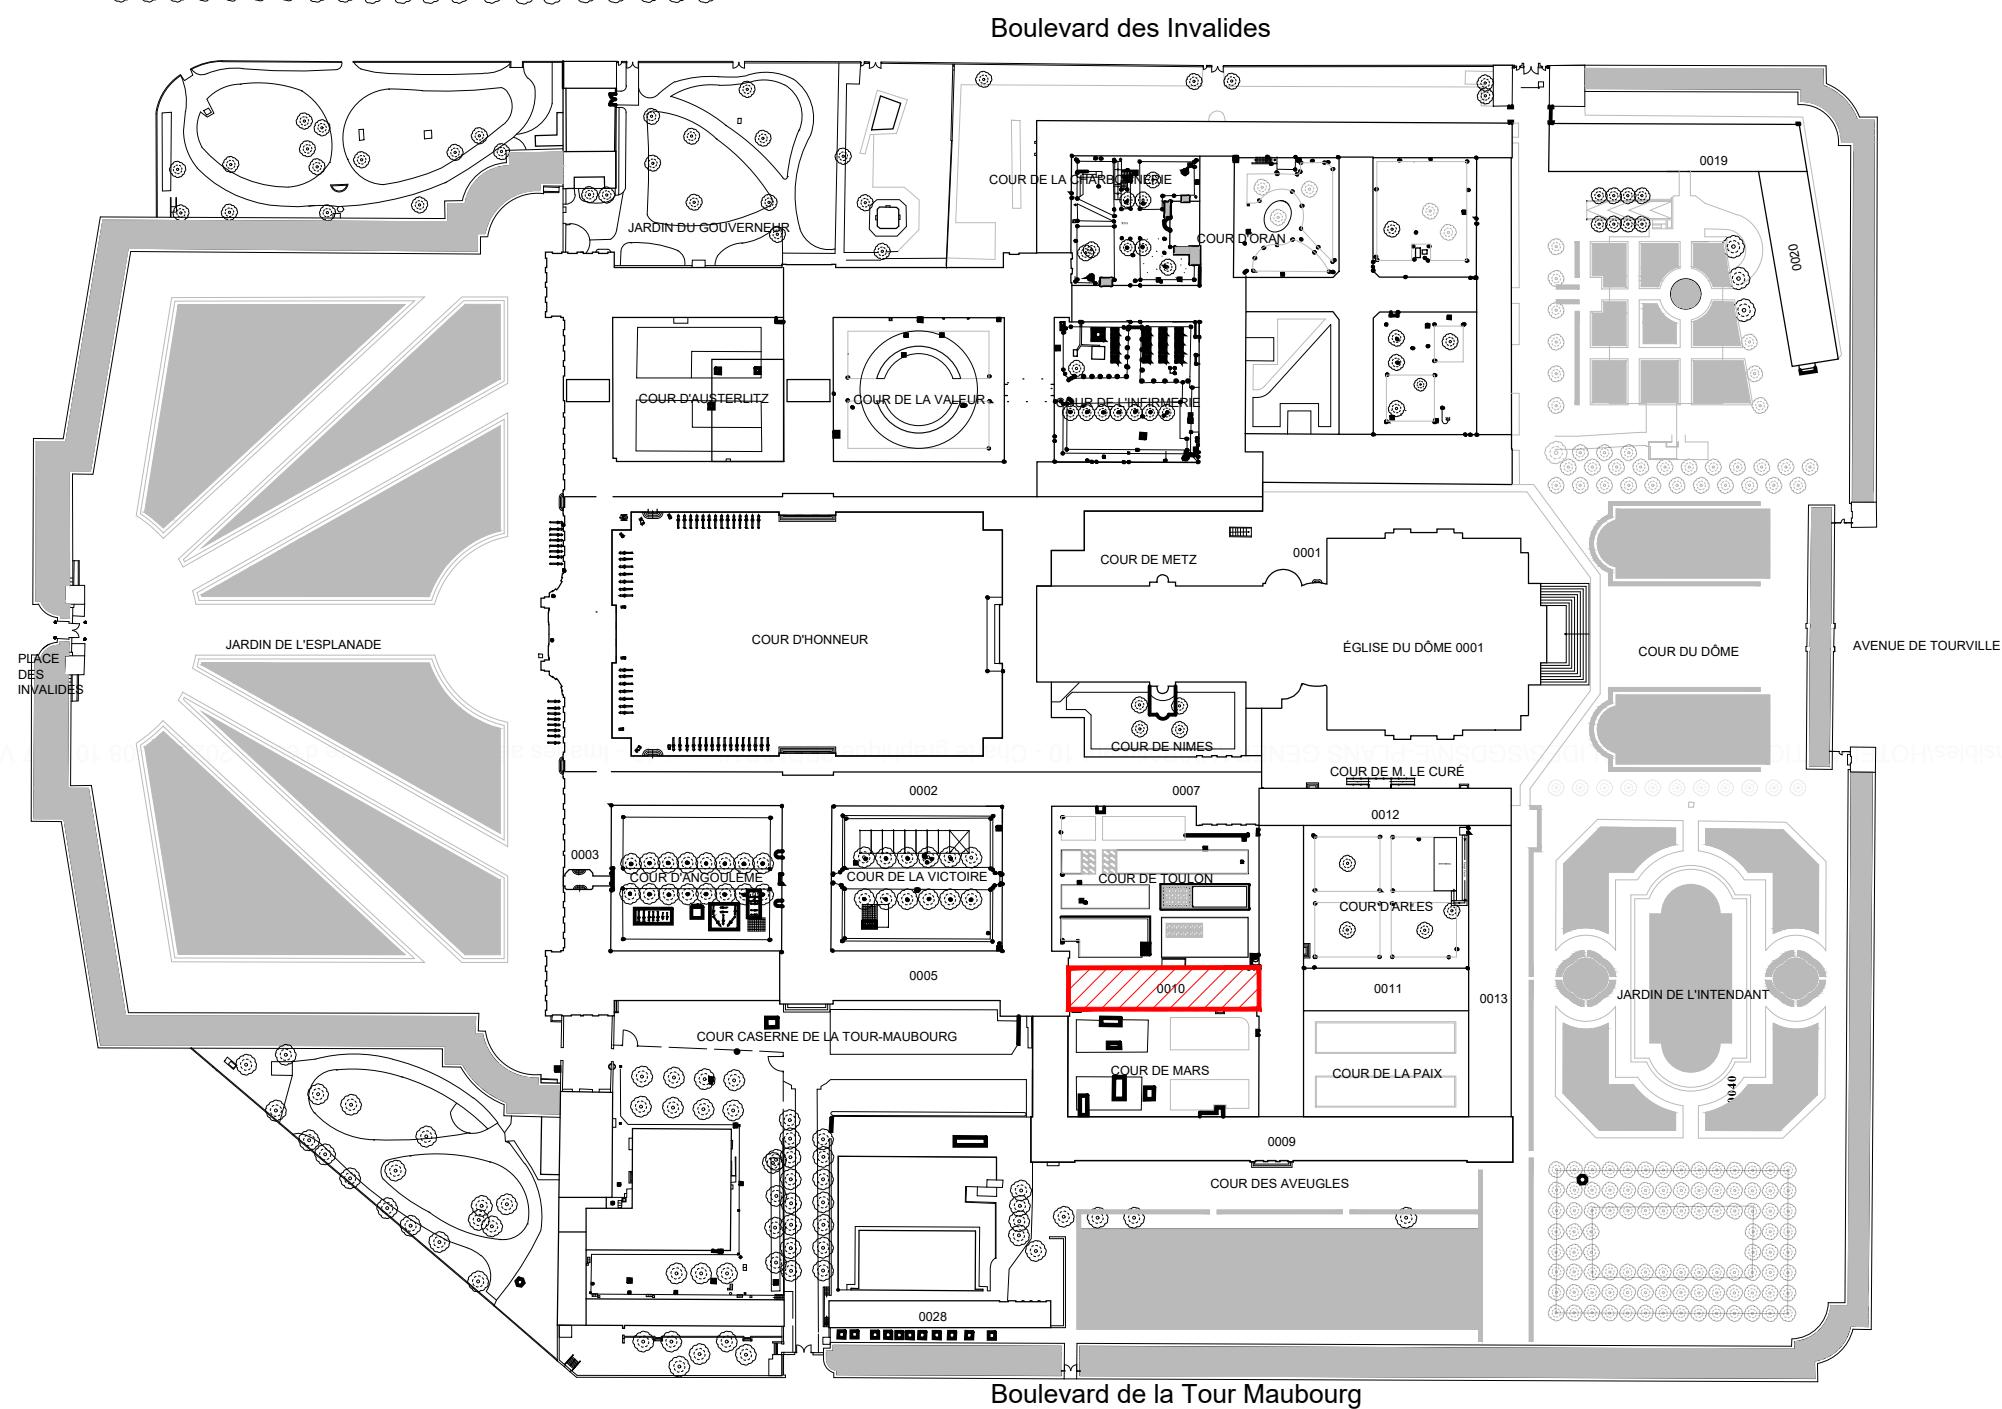 Boulevard des Invalides
0019
COUR DE LA CHARBONNERIE
JARDIN DU GOUVERNEUR
COUR D'ORAN
0020
COUR D'AUSTERLITZ
COUR DE LA VALEUR
COUR DE L'INFIRMERIE
COUR DE METZ
0001
COUR D'HONNEUR
JARDIN DE L'ESPLANADE
ÉGLISE DU DÔME 0001
COUR DU DÔME
AVENUE DE TOURVILLE
PLACE
DES
INVALIDES
COUR DE NIMES
COUR DE M. LE CURÉ
0002
0007
0012
0003
COUR D'ANGOULÊME
COUR DE LA VICTOIRE
COUR DE TOULON
COUR D'ARLES
0005
0010
0011
0013
JARDIN DE L'INTENDANT
COUR CASERNE DE LA TOUR-MAUBOURG
COUR DE MARS
COUR DE LA PAIX
0040
0009
COUR DES AVEUGLES
0028
Boulevard de la Tour Maubourg